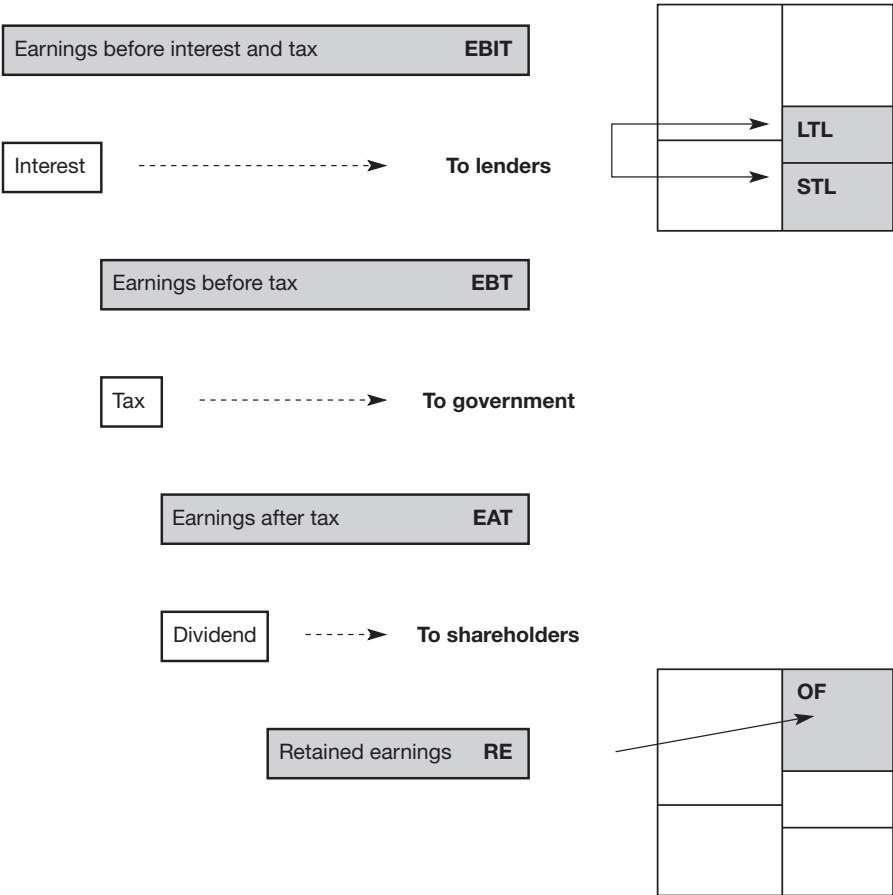 Earnings before interest and tax EBIT
LTL
Interest To lenders
STL
Earnings before tax EBT
Tax To government
Earnings after tax EAT
Dividend To shareholders
OF
Retained earnings RE